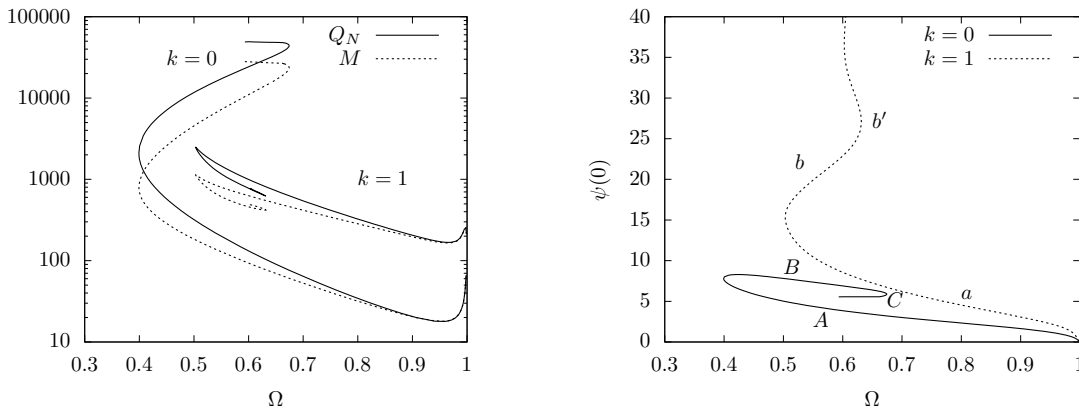 100000
10000
1000
100
10
0.3 0.4 0.5 0.6 0.7 0.8 0.9 1
Ω
Q_N
M
k = 0
k = 1
40
35
30
25
20
15
10
5
0
ψ(0)
0.3 0.4 0.5 0.6 0.7 0.8 0.9 1
Ω
k = 0
k = 1
b′
b
B
C
a
A